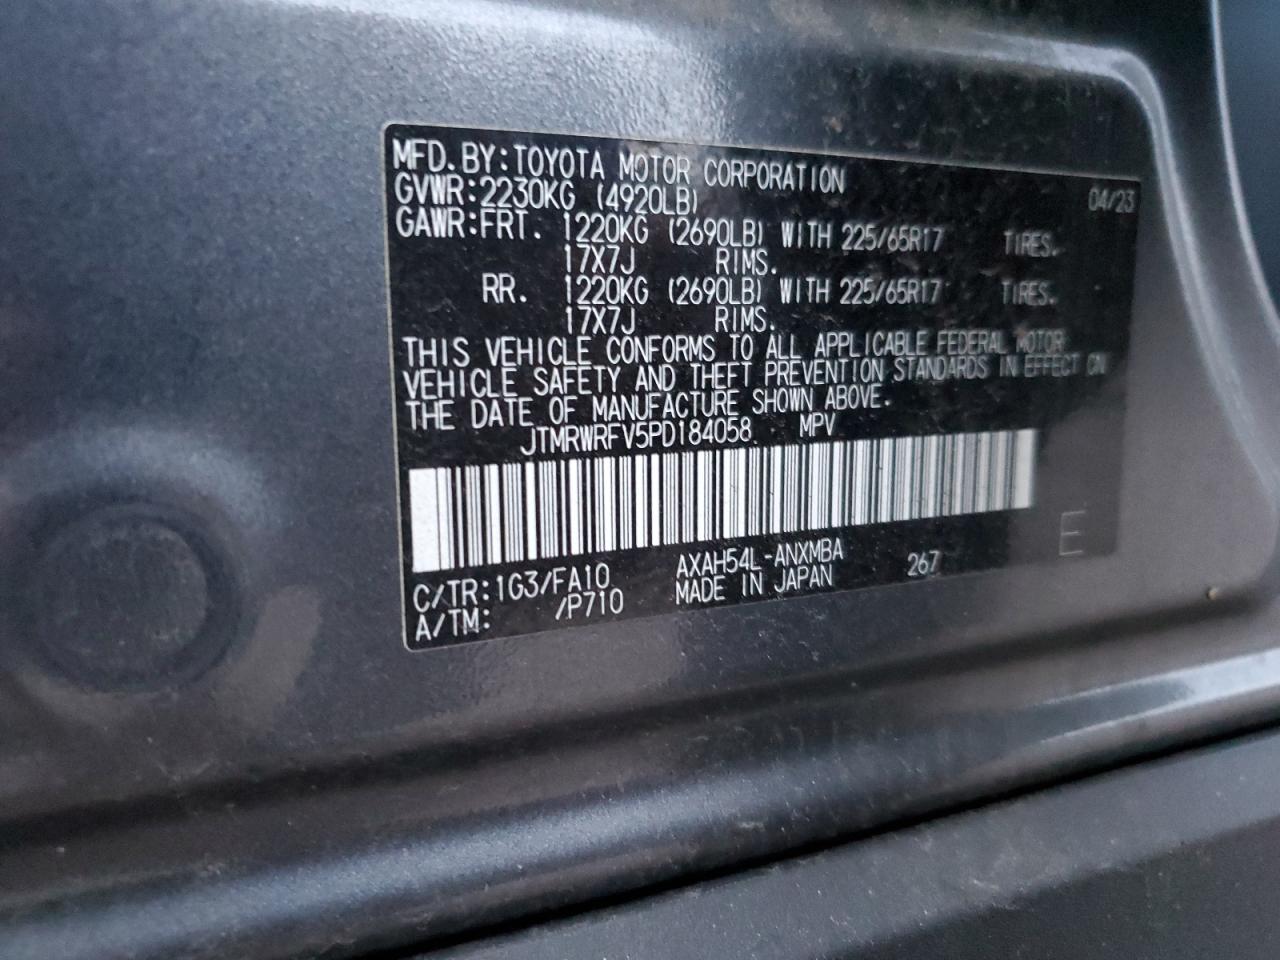 MFD.BY:TOYOTA MOTOR CORPORATION 04/23
GVWR:2230KG (4920LB)
GAWR:FRT. 1220KG (2690LB) WITH 225/65R17 TIRES.
17X7J RIMS.
RR. 1220KG (2690LB) WITH 225/65R17 TIRES.
17X7J RIMS.
THIS VEHICLE CONFORMS TO ALL APPLICABLE FEDERAL MOTOR
VEHICLE SAFETY AND THEFT PREVENTION STANDARDS IN EFFECT ON
THE DATE OF MANUFACTURE SHOWN ABOVE.
JTMRWRFV5PD184058 MPV
E
C/TR:1G3/FA10 AXAH54L-ANXMBA 267
A/TM: /P710 MADE IN JAPAN